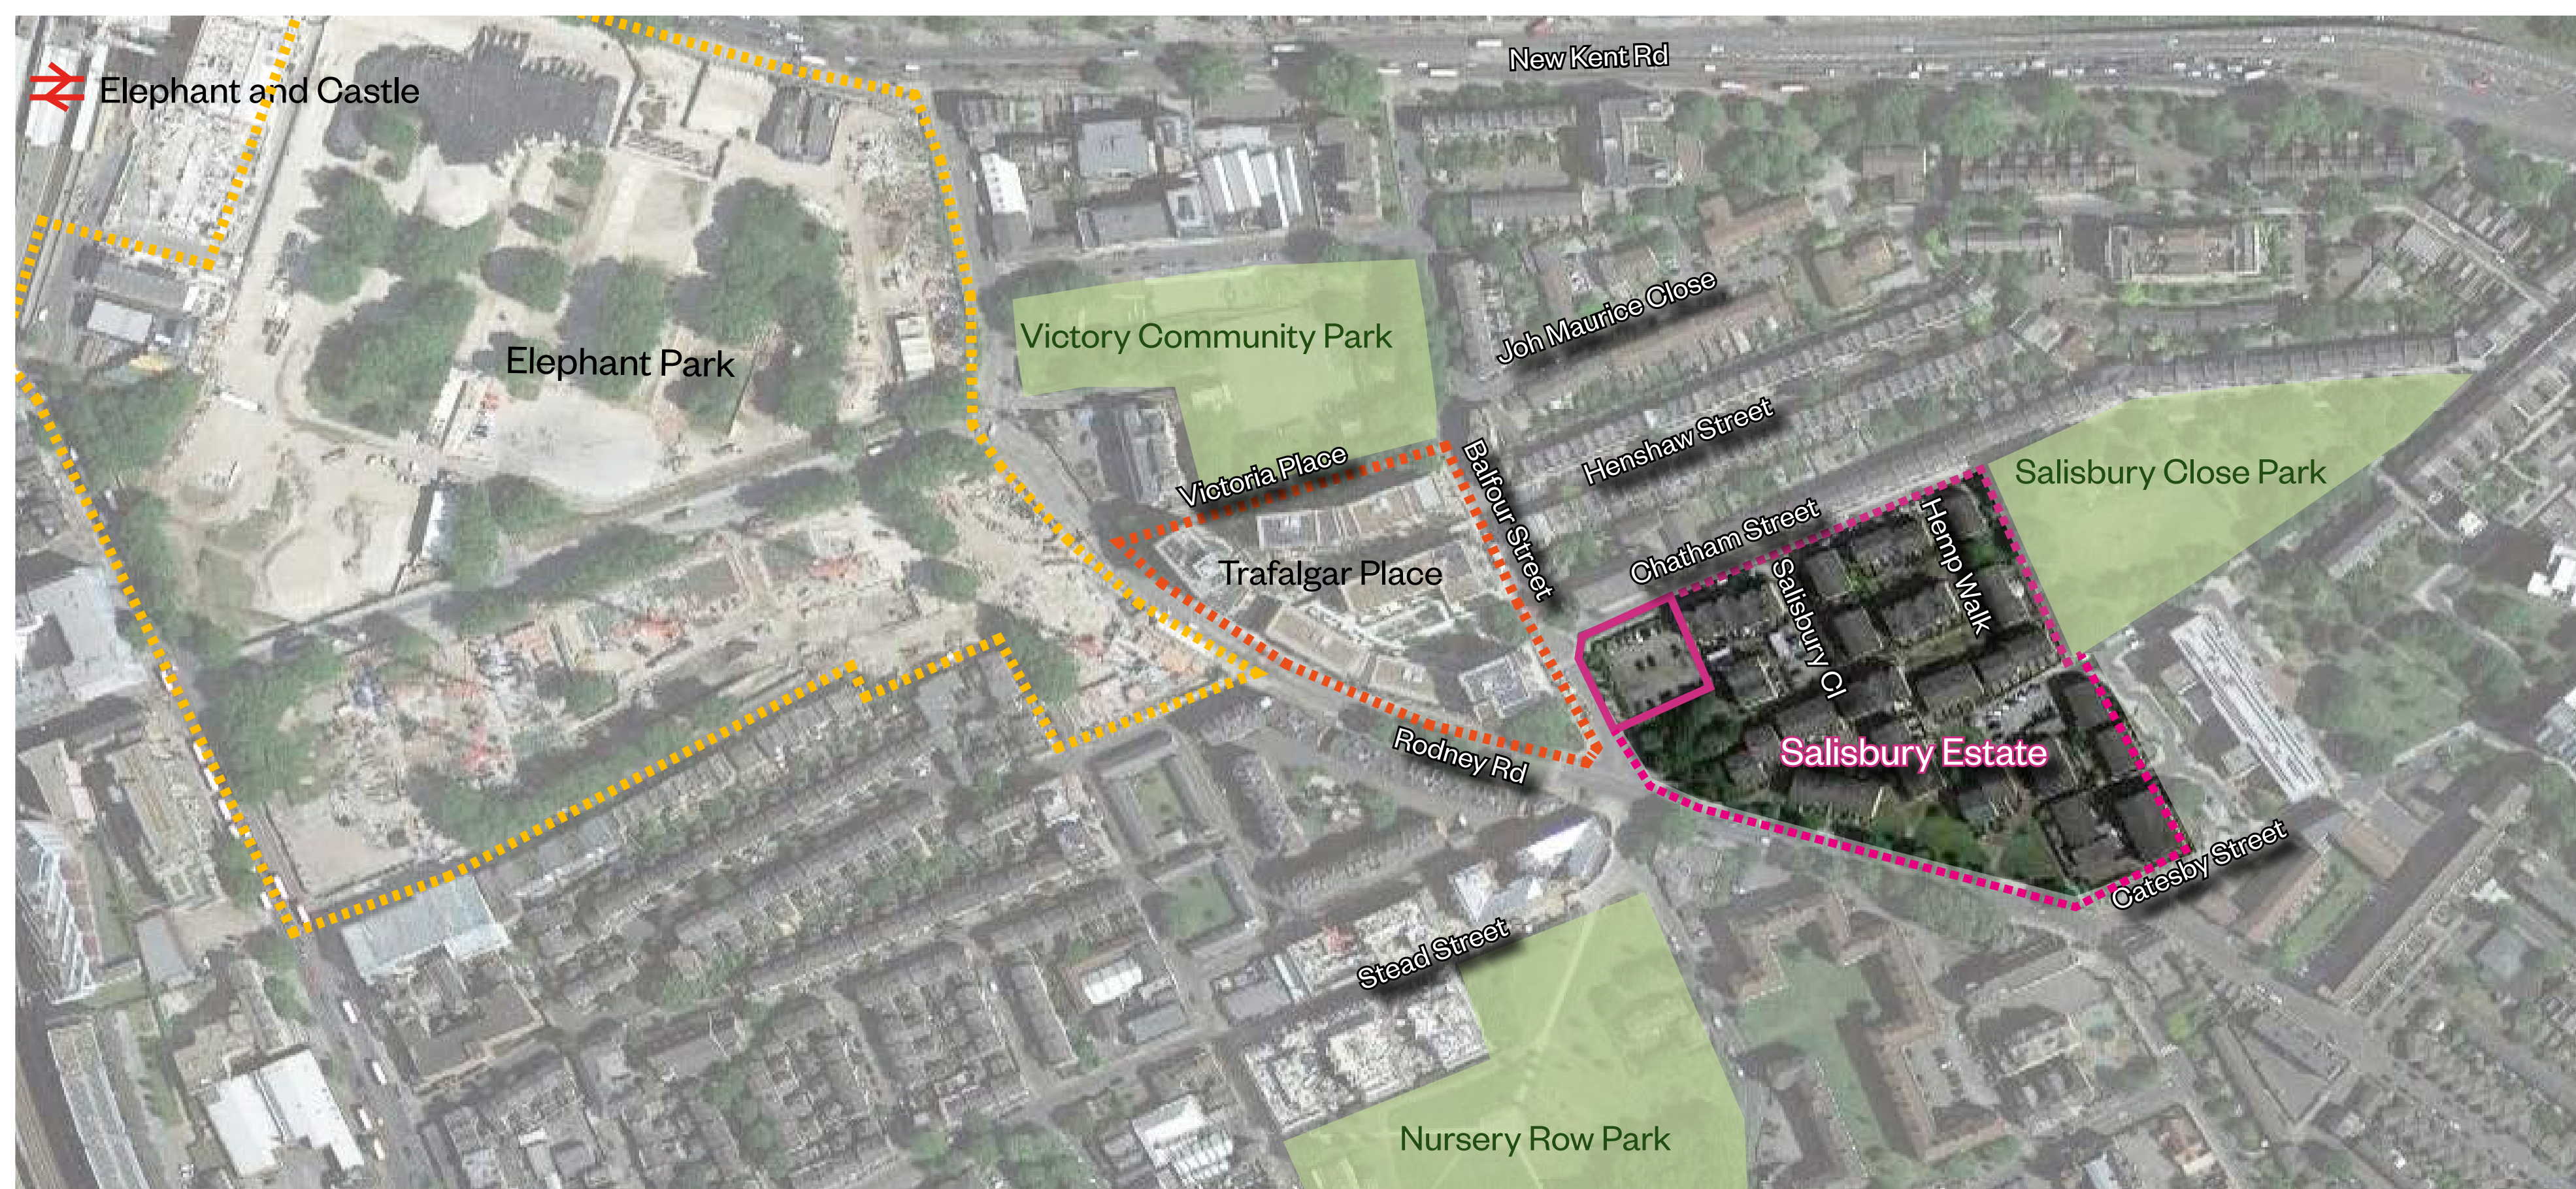 New Kent Rd
Elephant and Castle
Joh Maurice Close
Victory Community Park
Elephant Park
Henshaw Street
Victoria Place
Salisbury Close Park
Balfour Street
Chatham Street
Hemp Walk
Trafalgar Place
Salisbury Cl
Salisbury Estate
Rodney Rd
Catesby Street
Stead Street
Nursery Row Park